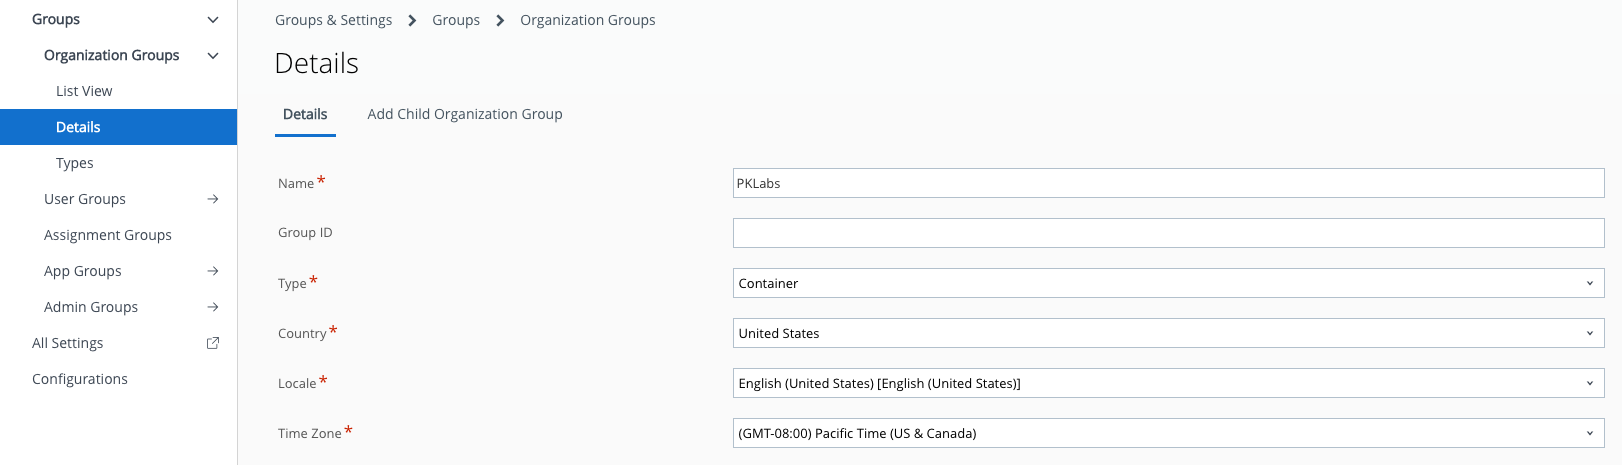 Groups
Organization Groups
List View
Details
Types
User Groups
Assignment Groups
App Groups
Admin Groups
All Settings
Configurations
Groups & Settings > Groups > Organization Groups
Details
Details Add Child Organization Group
Name * PKLabs
Group ID
Type * Container
Country * United States
Locale * English (United States) [English (United States)]
Time Zone * (GMT-08:00) Pacific Time (US & Canada)